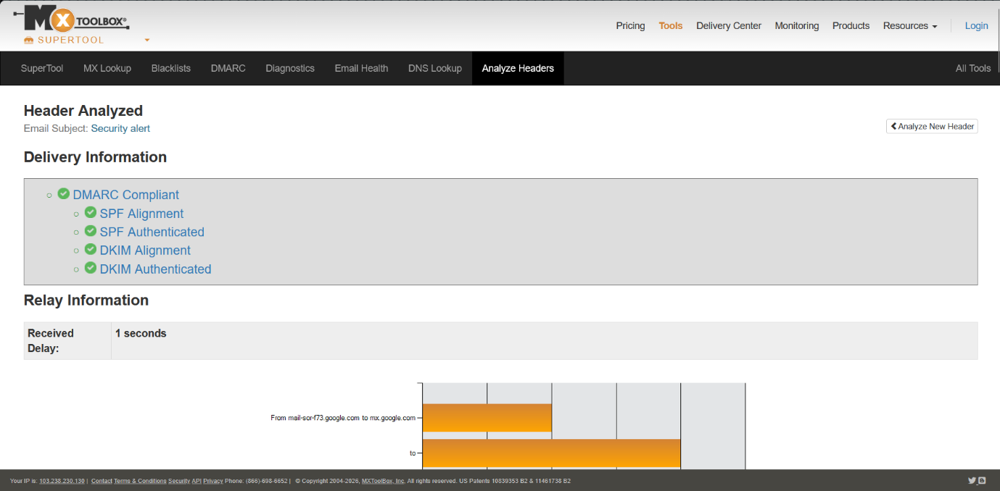 MX TOOLBOX®
SUPERTOOL
Pricing Tools Delivery Center Monitoring Products Resources Login
SuperTool MX Lookup Blacklists DMARC Diagnostics Email Health DNS Lookup Analyze Headers All Tools
Header Analyzed
Email Subject: Security alert
Analyze New Header
Delivery Information
DMARC Compliant
SPF Alignment
SPF Authenticated
DKIM Alignment
DKIM Authenticated
Relay Information
Received Delay: 1 seconds
From mail-sor-f73.google.com to mx.google.com
to
Your IP is: 103.238.230.130 | Contact Terms & Conditions Security API Privacy Phone: (866)-698-6652 | © Copyright 2004-2026, MXToolBox, Inc. All rights reserved. US Patents 10839353 B2 & 11461738 B2